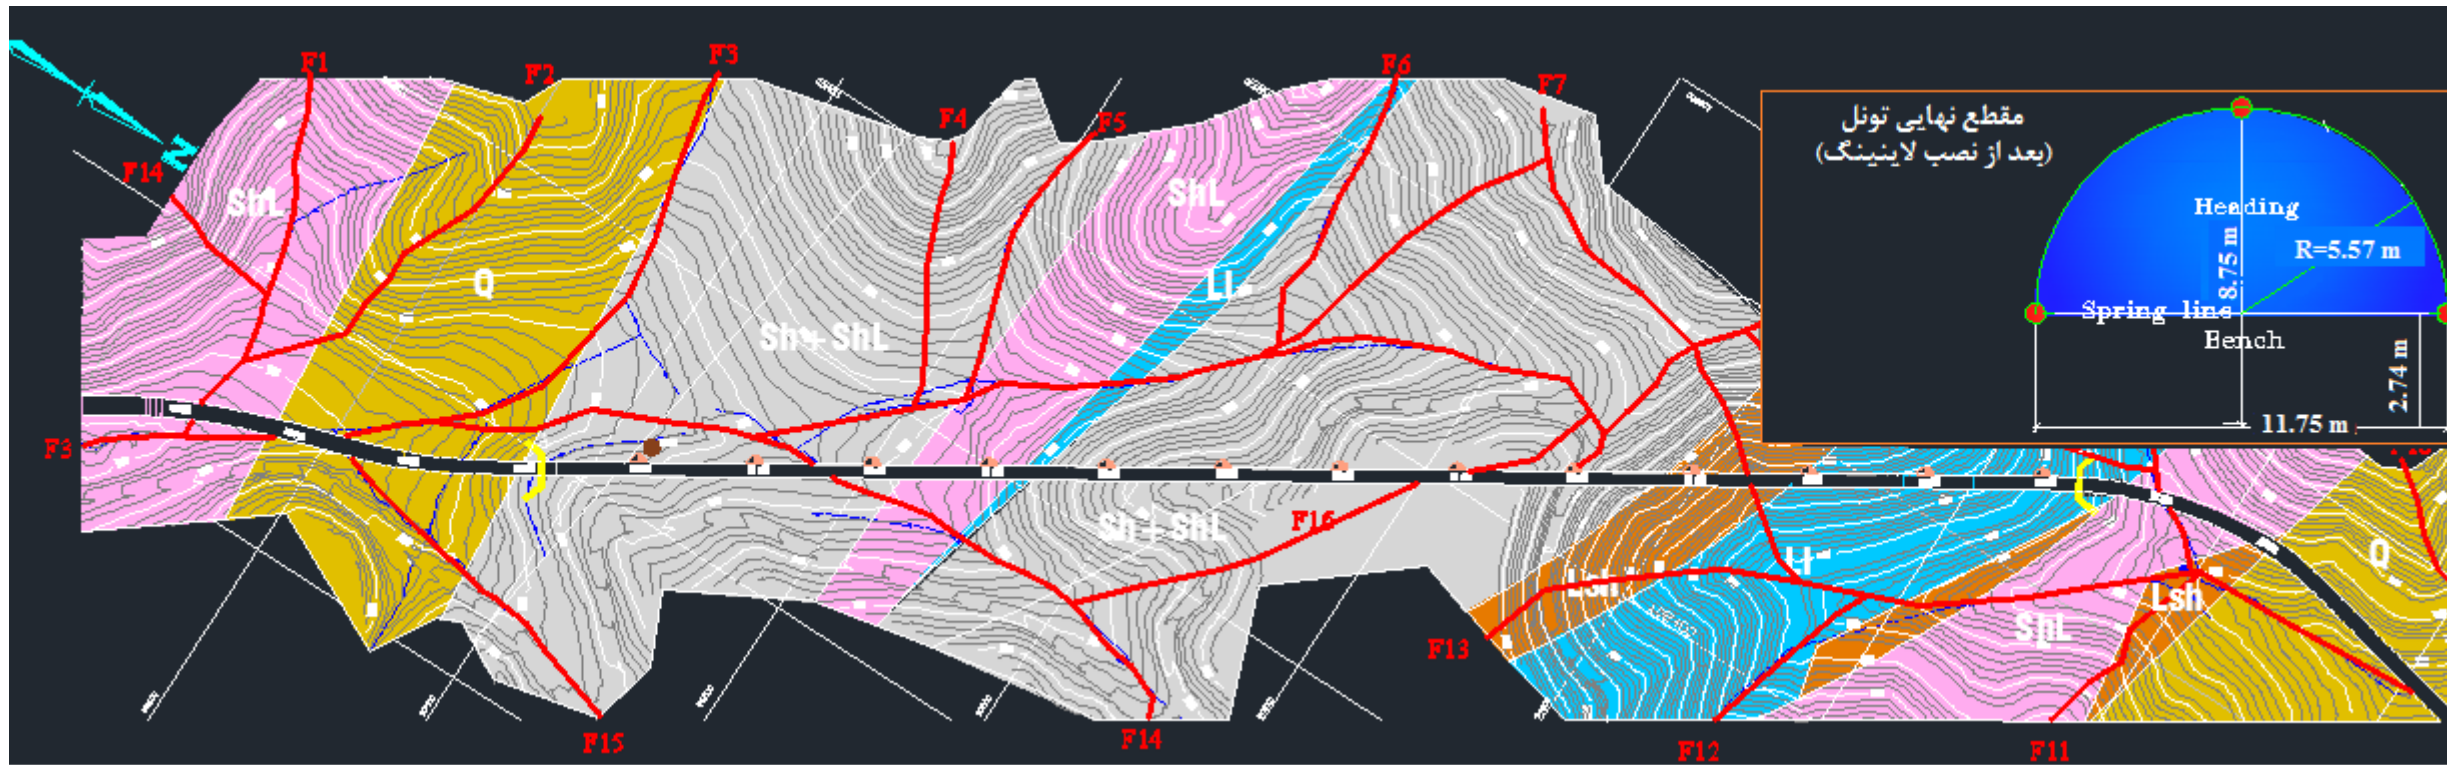 F1
F2
F3
F4
F5
F6
F7
N
F14
مقطع نهایی تونل
(بعد از نصب لاینینگ)
ShL
ShL
Heading
8.75 m
R=5.57 m
Q
LI
Spring line
Sh + ShL
Bench
2.74 m
11.75 m
F3
F16
Sh + ShL
LI
Q
Lsh
Lsh
ShL
F13
F15
F14
F12
F11